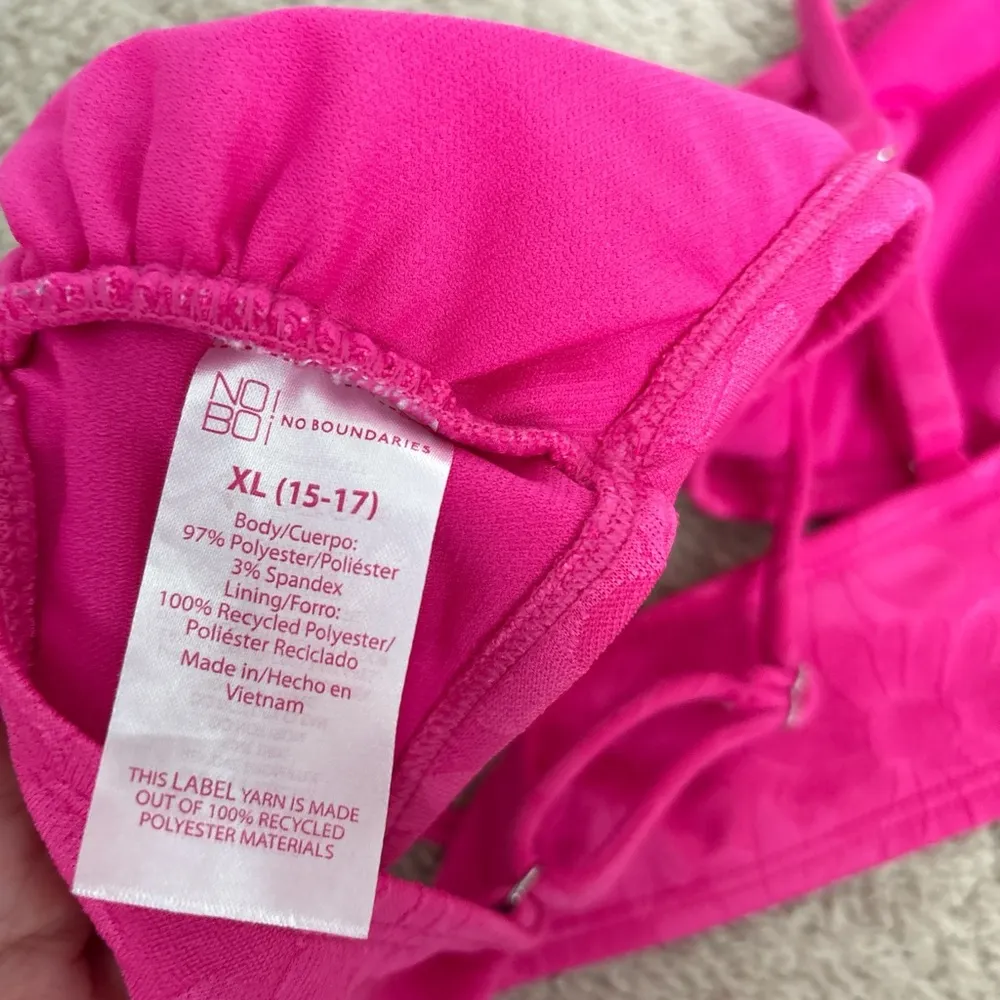 NO
BO
NO BOUNDARIES
XL (15-17)
Body/Cuerpo:
97% Polyester/Poliéster
3% Spandex
Lining/Forro:
100% Recycled Polyester/
Poliéster Reciclado
Made in/Hecho en
Vietnam
THIS LABEL YARN IS MADE
OUT OF 100% RECYCLED
POLYESTER MATERIALS